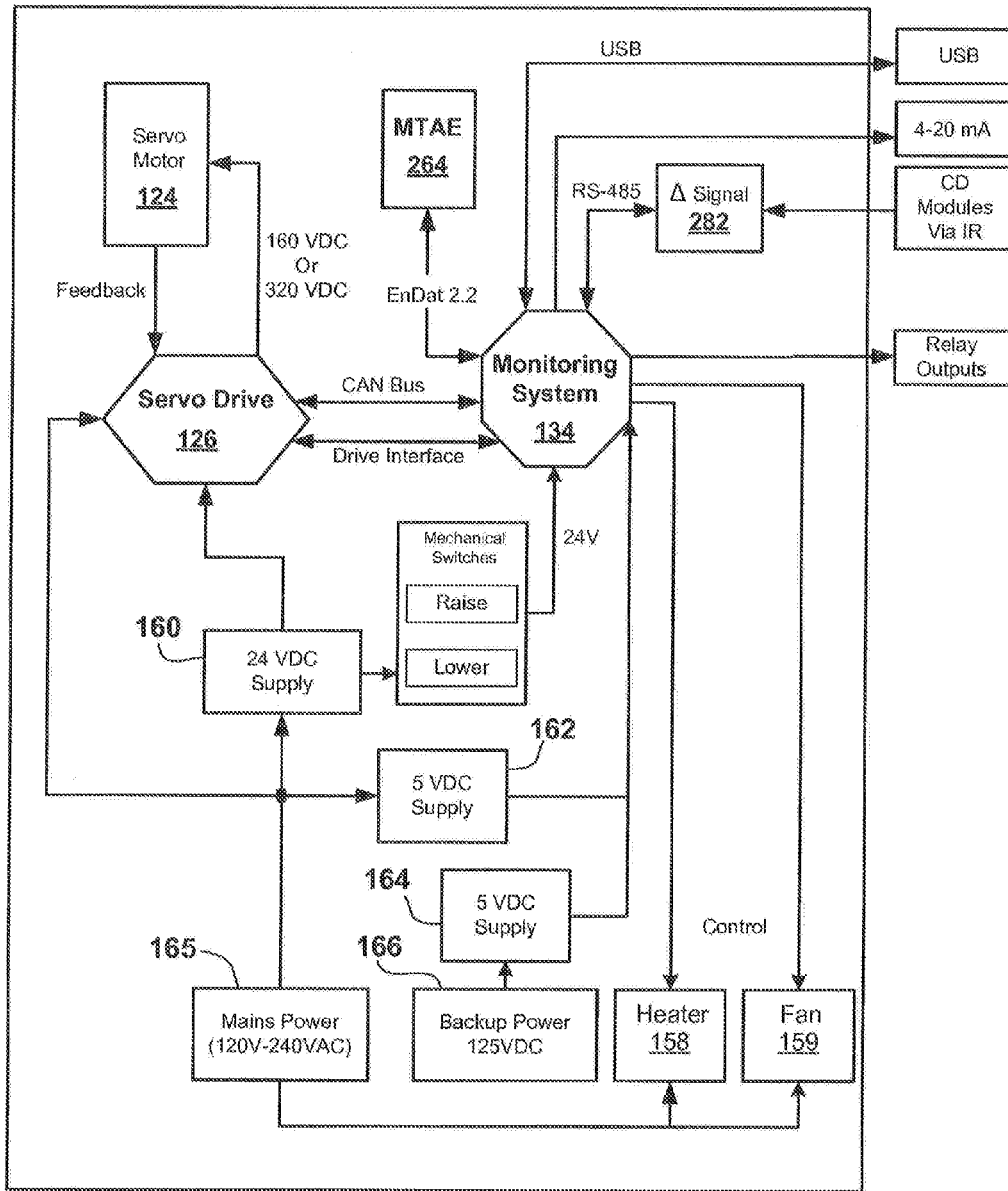 USB
USB
4-20 mA
Servo
Motor
124
MTAE
264
RS-485
Δ Signal
282
CD
Modules
Via IR
160 VDC
Or
320 VDC
Feedback
EnDat 2.2
Relay
Outputs
Servo Drive
126
CAN Bus
Drive Interface
Monitoring
System
134
Mechanical
Switches
Raise
Lower
24V
160
24 VDC
Supply
162
5 VDC
Supply
164
5 VDC
Supply
Control
165
Mains Power
(120V-240VAC)
166
Backup Power
125VDC
Heater
158
Fan
159